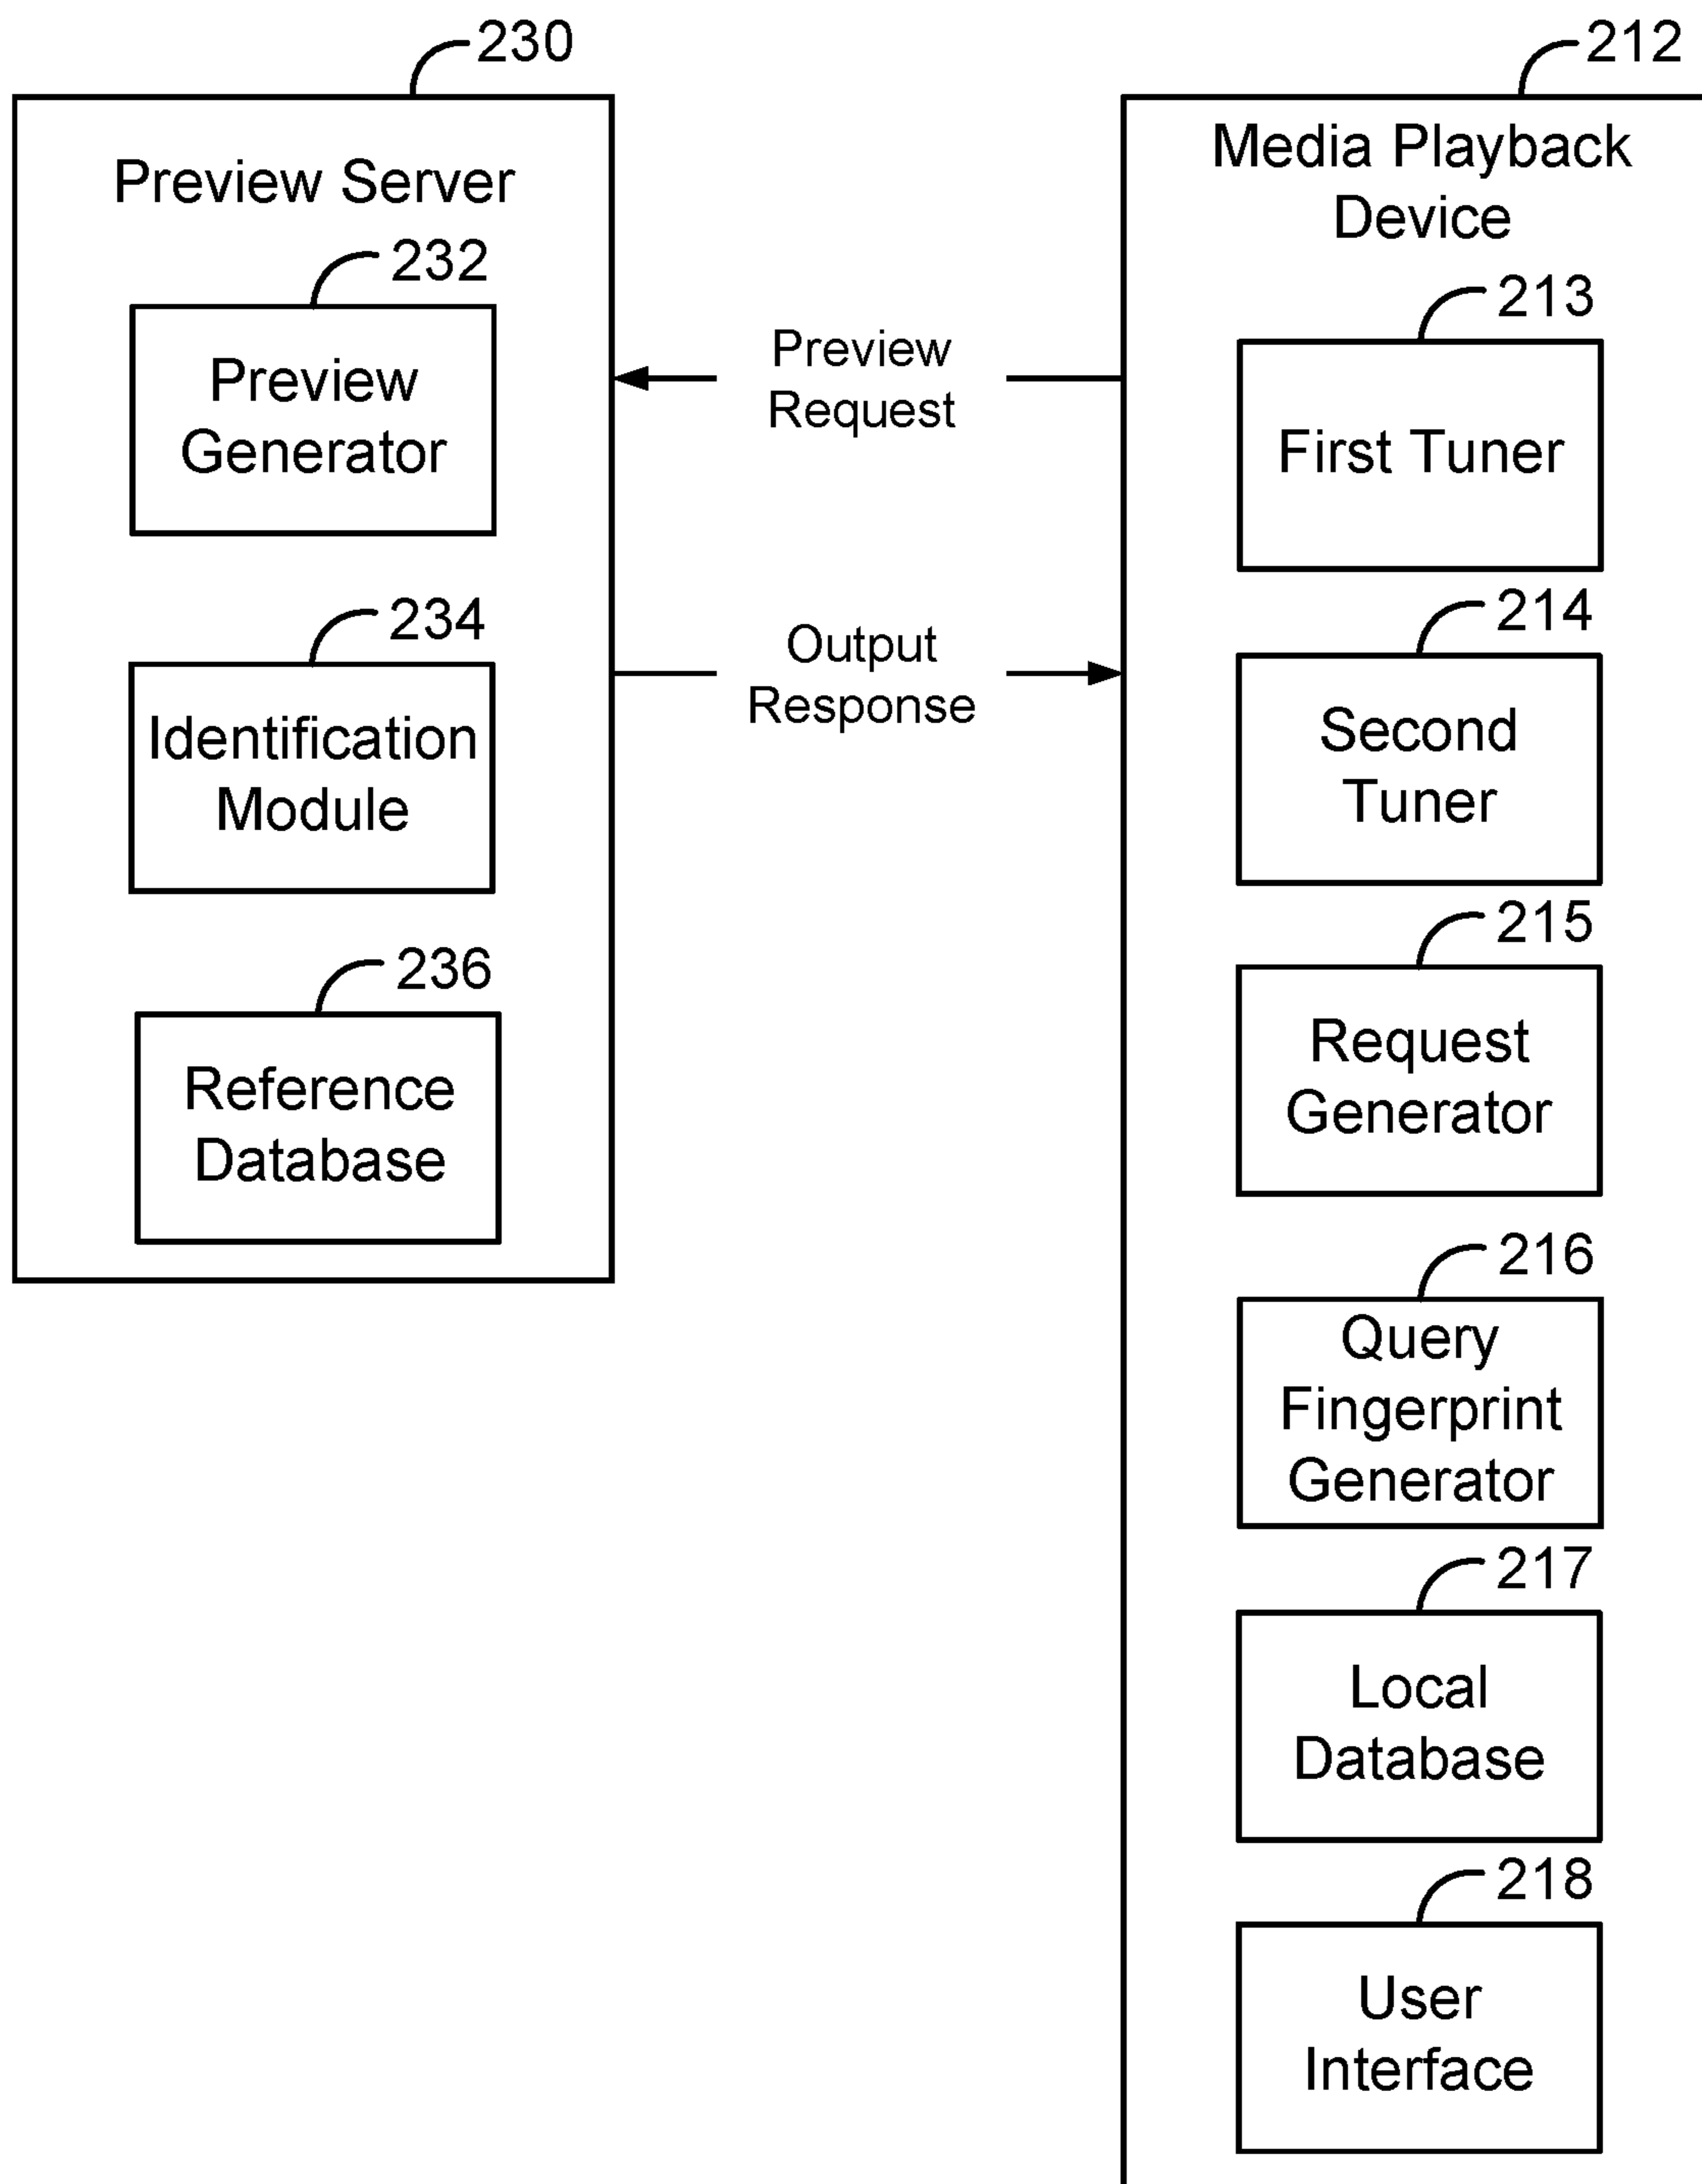 230
Preview Server
232
Preview
Generator
234
Identification
Module
236
Reference
Database
Preview
Request
Output
Response
212
Media Playback
Device
213
First Tuner
214
Second
Tuner
215
Request
Generator
216
Query
Fingerprint
Generator
217
Local
Database
218
User
Interface